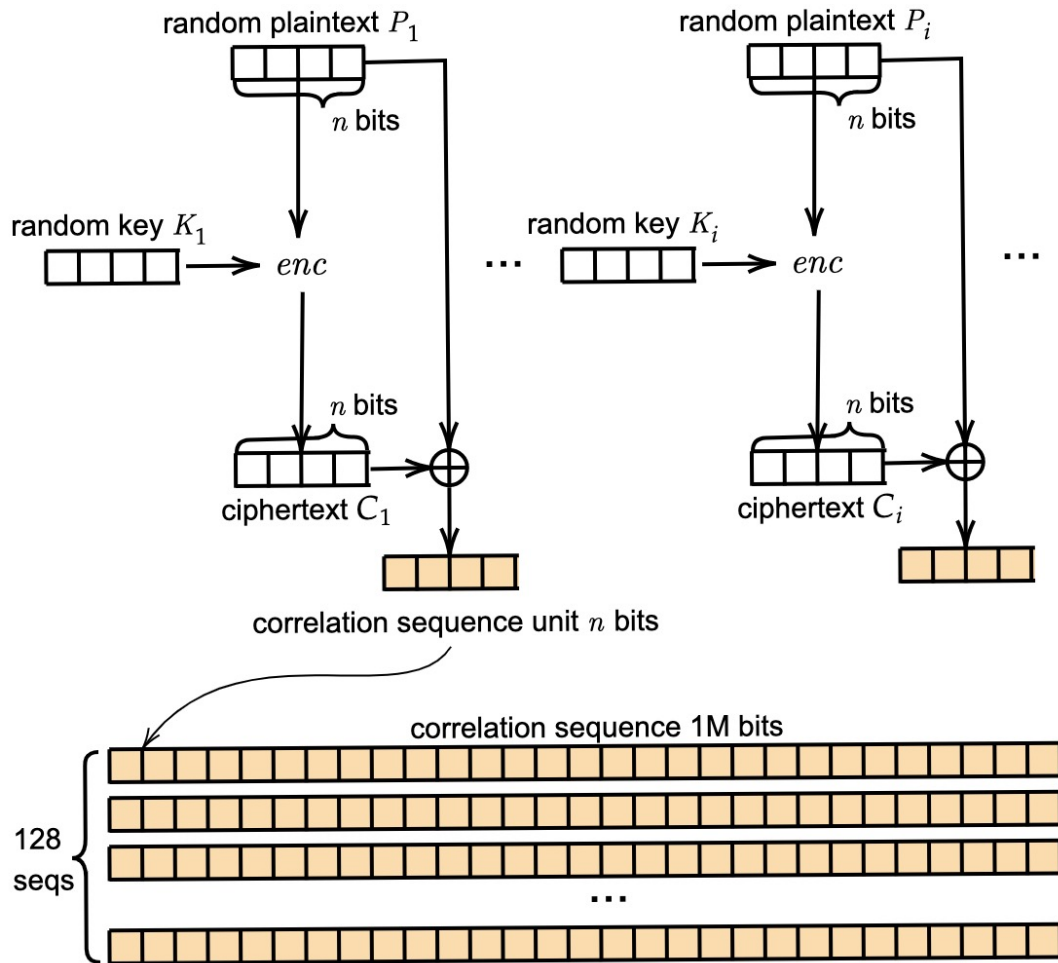 random plaintext P₁
random plaintext Pᵢ
n bits
n bits
random key K₁
random key Kᵢ
enc
...
enc
...
n bits
n bits
ciphertext C₁
ciphertext Cᵢ
correlation sequence unit n bits
correlation sequence 1M bits
128
seqs
...